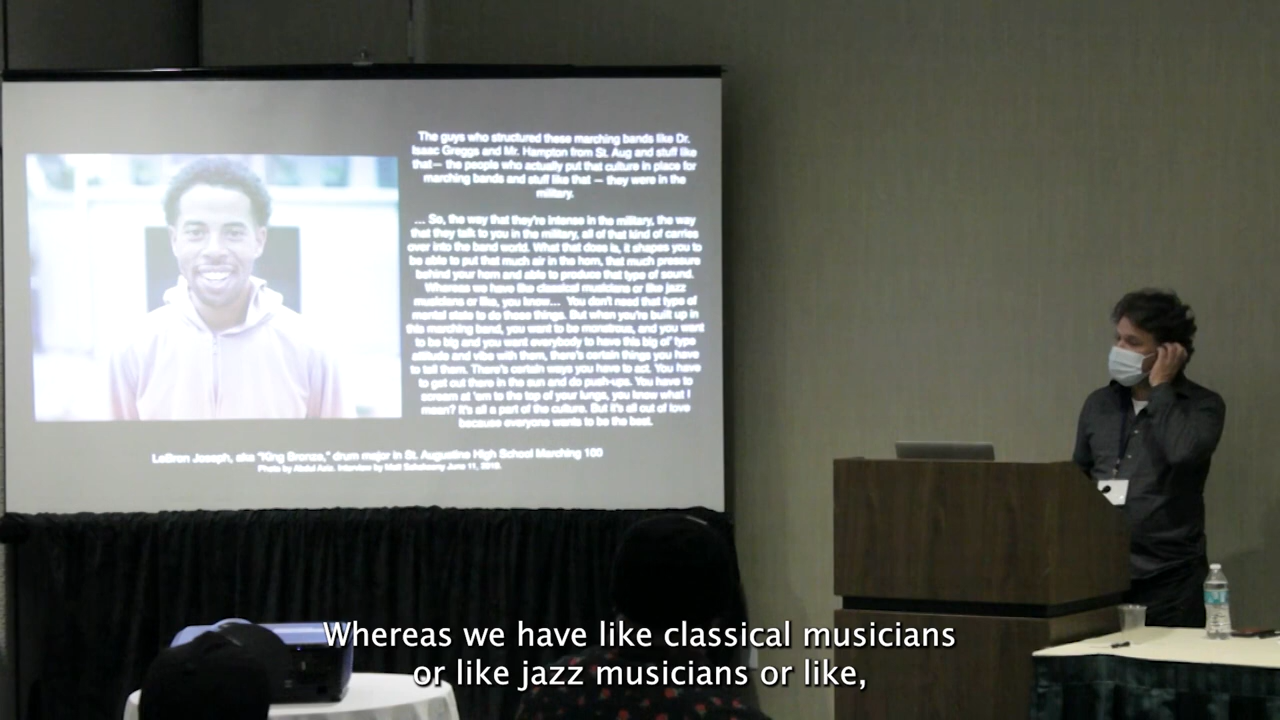 The guys who structured these marching bands like Dr.
Isaac Greggs and Mr. Hampton from St. Aug and stuff like
that— the people who actually put that culture in place for
marching bands and stuff like that — they were in the
military.
... So, the way that they're intense in the military, the way
that they talk to you in the military, all of that kind of carries
over into the band world. What that does is, it shapes you to
be able to put that much air in the horn, that much pressure
behind your horn and able to produce that type of sound.
Whereas we have like classical musicians or like jazz
musicians or like, you know... You don't need that type of
mental state to do these things. But when you're built up in
this marching band, you want to be monstrous, and you want
to be big and you want everybody to have this big ol' type
attitude and vibe with them, there's certain things you have
to tell them. There's certain ways you have to act. You have
to get out there in the sun and do push-ups. You have to
scream at 'em to the top of your lungs, you know what I
mean? It's all a part of the culture. But it's all out of love
because everyone wants to be the best.
LeBron Joseph, aka "King Bronze," drum major in St. Augustine High School Marching 100
Photo by Abdul Aziz. Interview by Matt Sakakeeny June 11, 2018.
Whereas we have like classical musicians
or like jazz musicians or like,